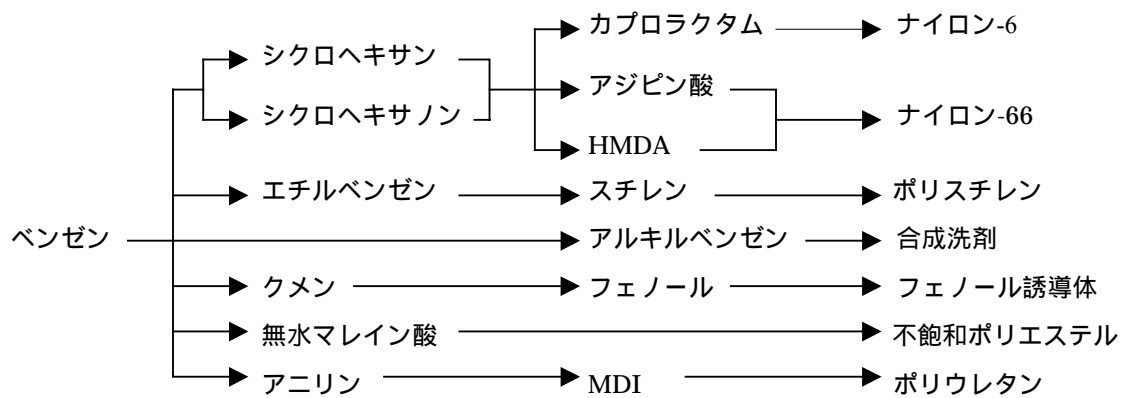 カプロラクタム ナイロン-6
シクロヘキサン
アジピン酸
シクロヘキサノン ナイロン-66
HMDA
エチルベンゼン スチレン ポリスチレン
ベンゼン アルキルベンゼン 合成洗剤
クメン フェノール フェノール誘導体
無水マレイン酸 不飽和ポリエステル
アニリン MDI ポリウレタン